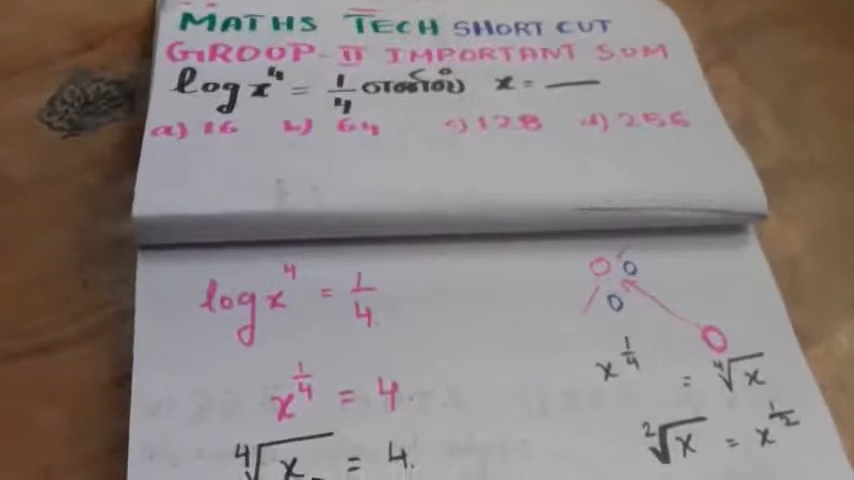 MATHS TECH SHORT CUT
GROUP-II IMPORTANT SUM
log x⁴ = 1/4 எனில் x = —
a) 16 b) 64 c) 128 d) 256
log x⁴ = 1/4
x^(1/4) = 4
⁴√x = 4.
x^(1/4) = ⁴√x
²√x = x^(1/2)